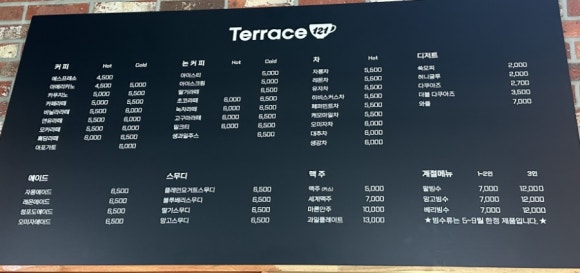 Terrace 121
커 피 Hot Cold
에스프레소 4,500
아메리카노 4,500 5,000
카푸치노 5,000 5,500
카페라떼 5,000 5,500
바닐라라떼 5,500 6,000
연유라떼 5,500 6,000
모카라떼 5,500 6,000
흑당라떼 6,000 6,500
아포가토 6,000
논 커 피 Hot Cold
아이스티 5,000
아이스크림 5,000
딸기라떼 6,000
초코라떼 6,000 6,500
녹차라떼 6,000 6,500
고구마라떼 6,000 6,500
밀크티 6,000 6,500
생과일주스 6,500
차 Hot
자몽차 5,500
레몬차 5,500
유자차 5,500
히비스커스차 5,500
페퍼민트차 5,500
캐모마일차 5,500
오미자차 6,000
대추차 6,000
생강차 6,000
디저트
쑥모찌 2,000
허니글루 2,000
다쿠아즈 2,700
더블 다쿠아즈 3,500
와플 7,000
에이드
자몽에이드 6,500
레몬에이드 6,500
청포도에이드 6,500
오미자에이드 6,500
스무디
플레인요거트스무디 6,500
블루베리스무디 6,500
딸기스무디 6,500
망고스무디 6,500
맥 주
맥주 (카스) 5,000
세계맥주 7,000
마른안주 10,000
과일플레이트 13,000
계절메뉴 1-2인 3인
팥빙수 7,000 12,000
망고빙수 7,000 12,000
베리빙수 7,000 12,000
★ 빙수류는 5~9월 한정 제품입니다. ★